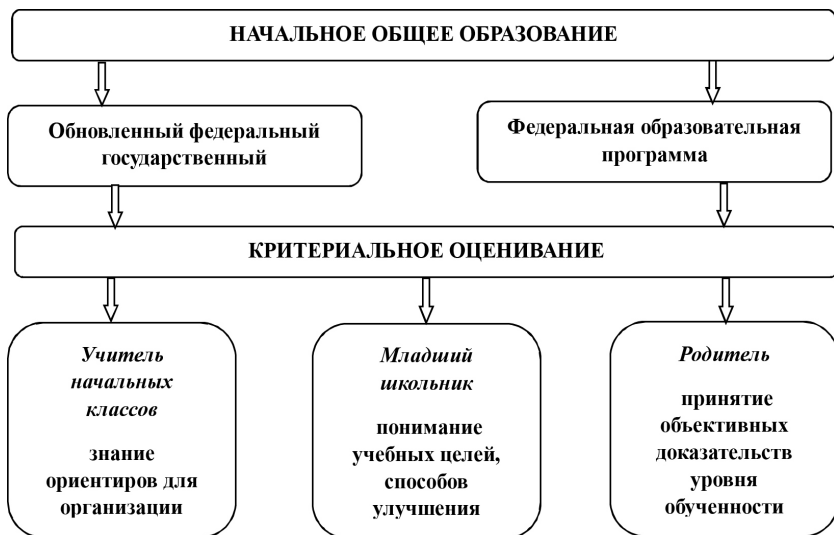 НАЧАЛЬНОЕ ОБЩЕЕ ОБРАЗОВАНИЕ
Обновленный федеральный
государственный
Федеральная образовательная
программа
КРИТЕРИАЛЬНОЕ ОЦЕНИВАНИЕ
Учитель
начальных
классов
знание
ориентиров для
организации
Младший
школьник
понимание
учебных целей,
способов
улучшения
Родитель
принятие
объективных
доказательств
уровня
обученности